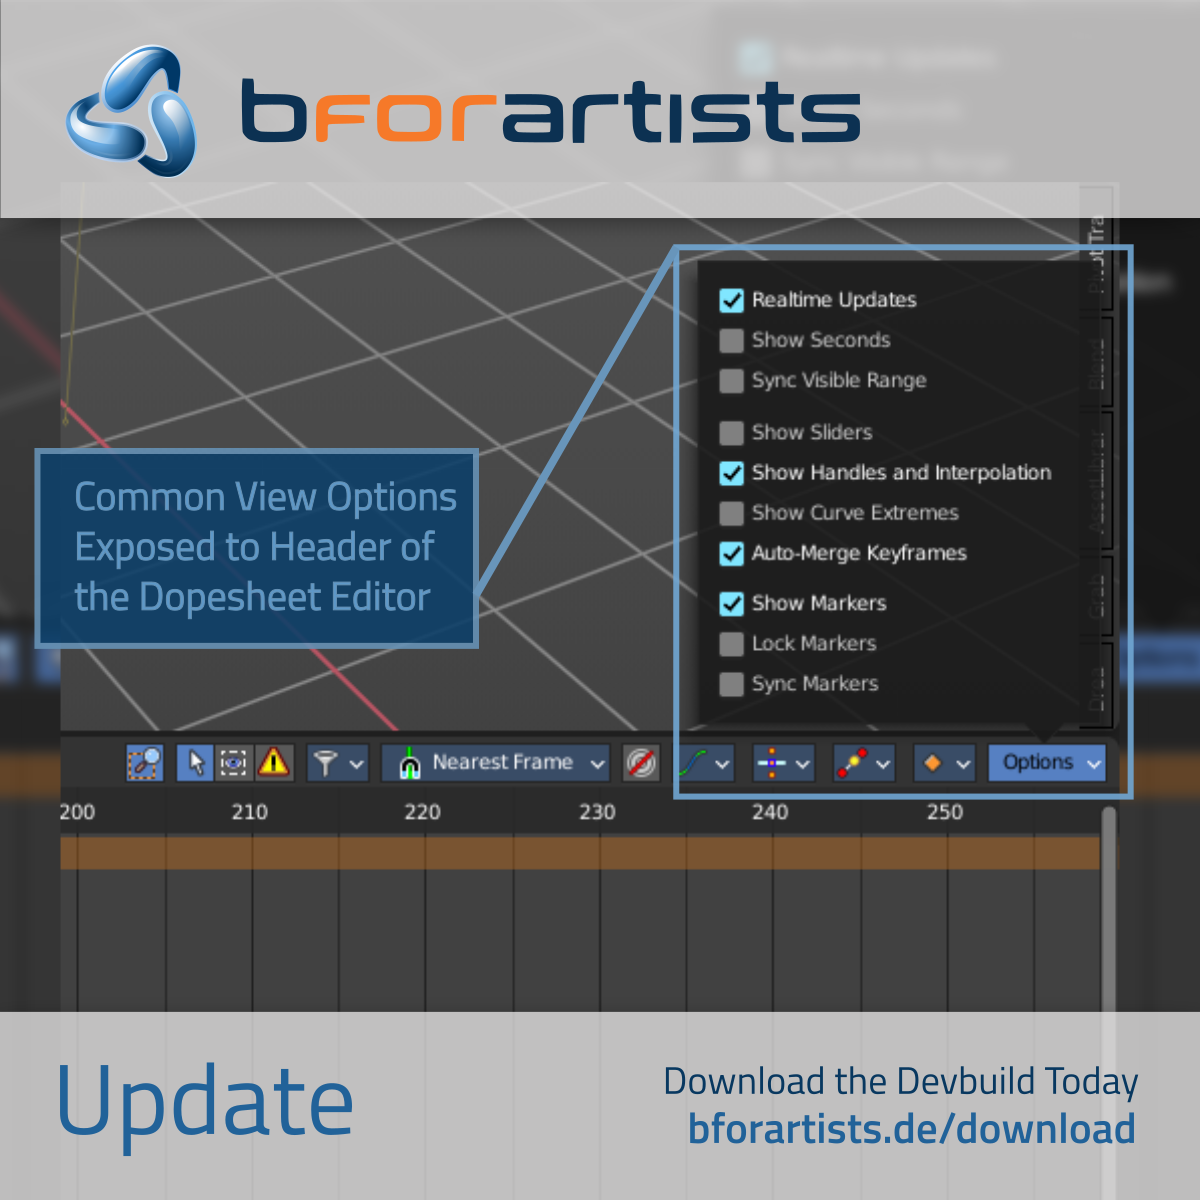 bforartists
Realtime Updates
Show Seconds
Sync Visible Range
Show Sliders
Show Handles and Interpolation
Show Curve Extremes
Auto-Merge Keyframes
Show Markers
Lock Markers
Sync Markers
Common View Options
Exposed to Header of
the Dopesheet Editor
Nearest Frame
Options
200 210 220 230 240 250
Update
Download the Devbuild Today
bforartists.de/download